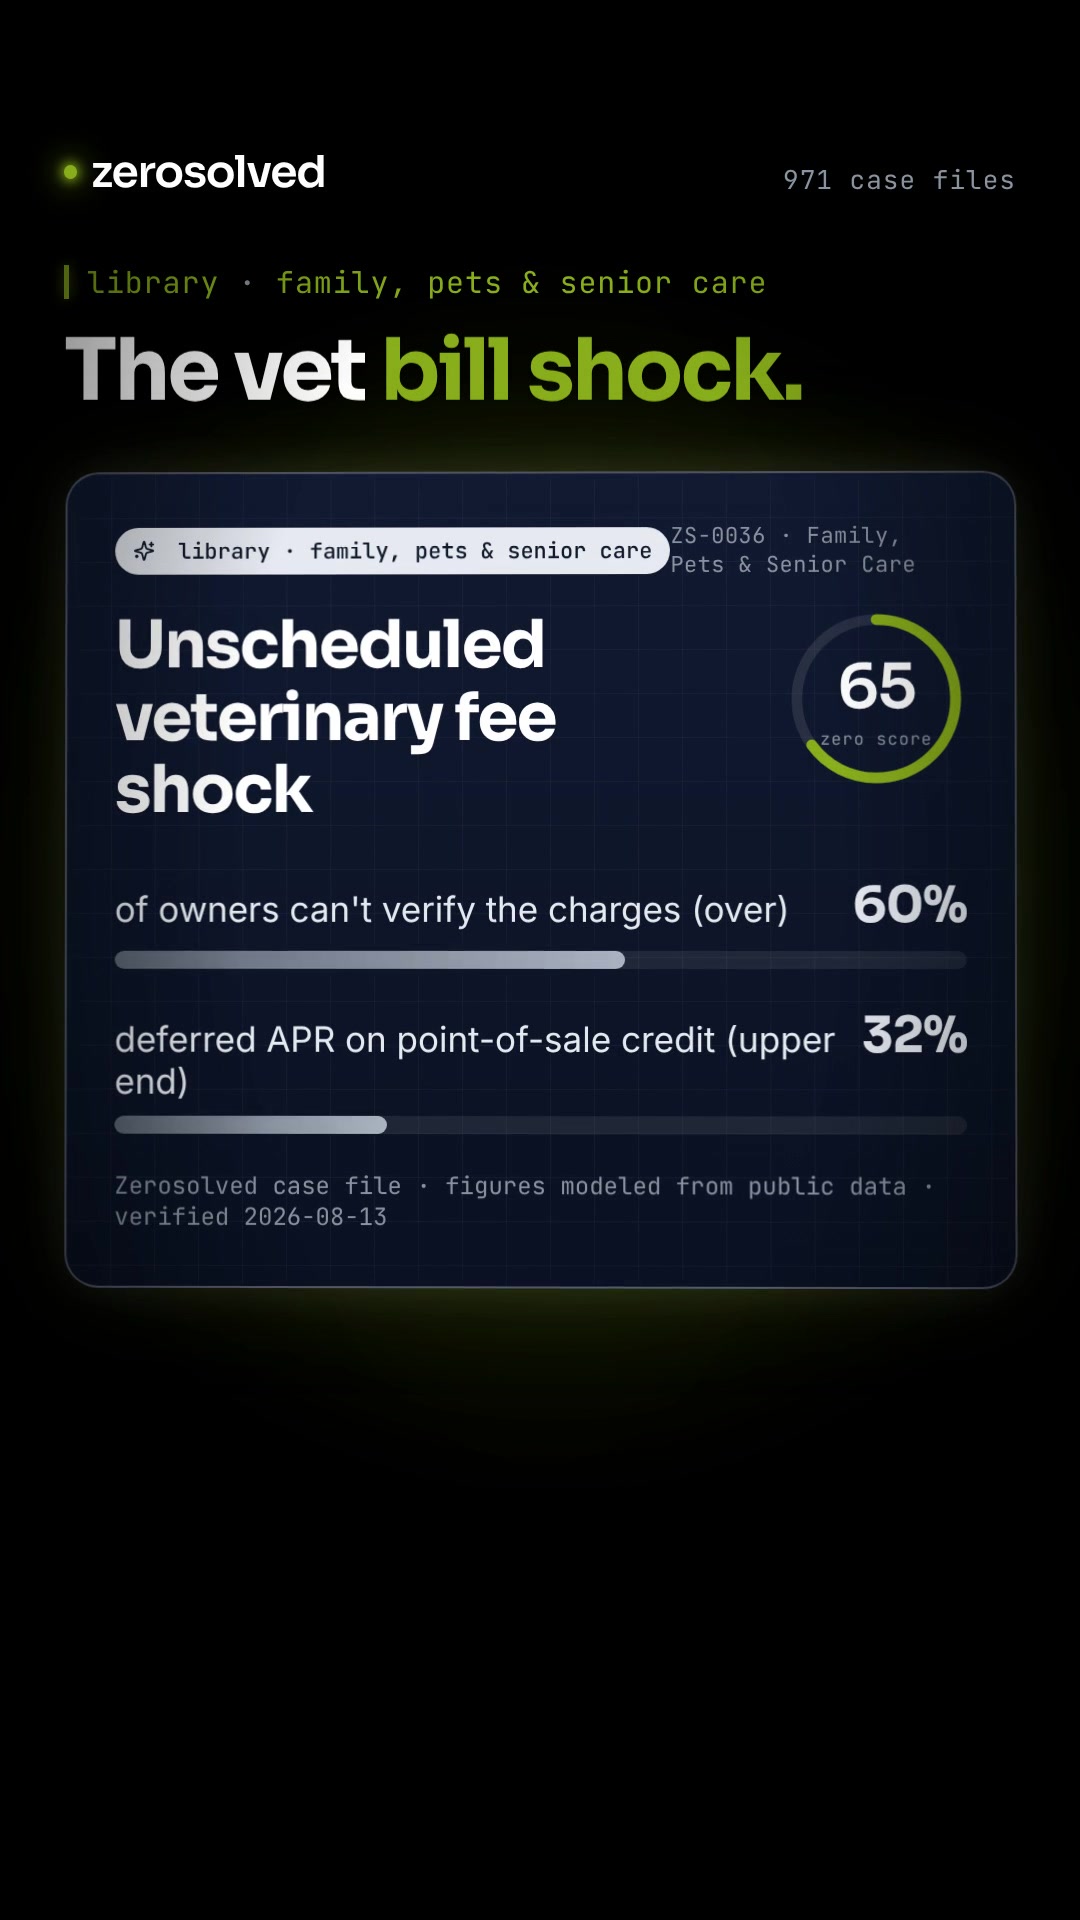 zerosolved
971 case files
library · family, pets & senior care
The vet bill shock.
library · family, pets & senior care
ZS-0036 · Family,
Pets & Senior Care
Unscheduled
veterinary fee
shock
65
zero score
of owners can't verify the charges (over)
60%
deferred APR on point-of-sale credit (upper
end)
32%
Zerosolved case file · figures modeled from public data ·
verified 2026-08-13